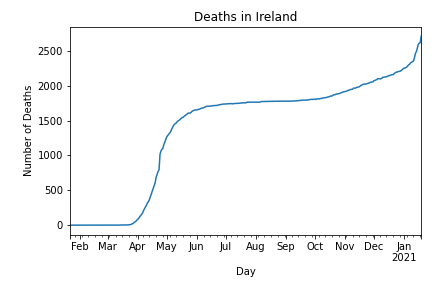 Deaths in Ireland
Number of Deaths
2500
2000
1500
1000
500
0
Feb Mar Apr May Jun Jul Aug Sep Oct Nov Dec Jan
2021
Day